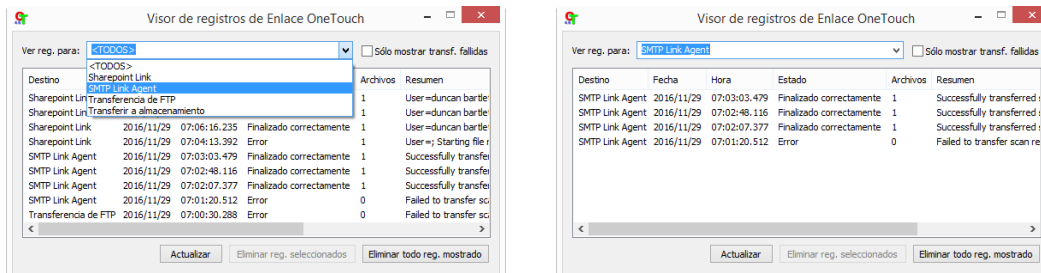 Visor de registros de Enlace OneTouch
Ver reg. para: <TODOS> Sólo mostrar transf. fallidas
<TODOS>
Sharepoint Link
SMTP Link Agent
Transferencia de FTP
Transferir a almacenamiento
Destino Archivos Resumen
Sharepoint Lin 1 User=duncan bartle
Sharepoint Lin 1 User=duncan bartle
Sharepoint Link 2016/11/29 07:06:16.235 Finalizado correctamente 1 User=duncan bartle
Sharepoint Link 2016/11/29 07:04:13.392 Error 1 User=; Starting file r
SMTP Link Agent 2016/11/29 07:03:03.479 Finalizado correctamente 1 Successfully transfer
SMTP Link Agent 2016/11/29 07:02:48.116 Finalizado correctamente 1 Successfully transfer
SMTP Link Agent 2016/11/29 07:02:07.377 Finalizado correctamente 1 Successfully transfer
SMTP Link Agent 2016/11/29 07:01:20.512 Error 0 Failed to transfer sca
Transferencia de FTP 2016/11/29 07:00:30.288 Error 0 Failed to transfer sca
Actualizar Eliminar reg. seleccionados Eliminar todo reg. mostrado
Visor de registros de Enlace OneTouch
Ver reg. para: SMTP Link Agent Sólo mostrar transf. fallidas
Destino Fecha Hora Estado Archivos Resumen
SMTP Link Agent 2016/11/29 07:03:03.479 Finalizado correctamente 1 Successfully transferred s
SMTP Link Agent 2016/11/29 07:02:48.116 Finalizado correctamente 1 Successfully transferred s
SMTP Link Agent 2016/11/29 07:02:07.377 Finalizado correctamente 1 Successfully transferred s
SMTP Link Agent 2016/11/29 07:01:20.512 Error 0 Failed to transfer scan re
Actualizar Eliminar reg. seleccionados Eliminar todo reg. mostrado